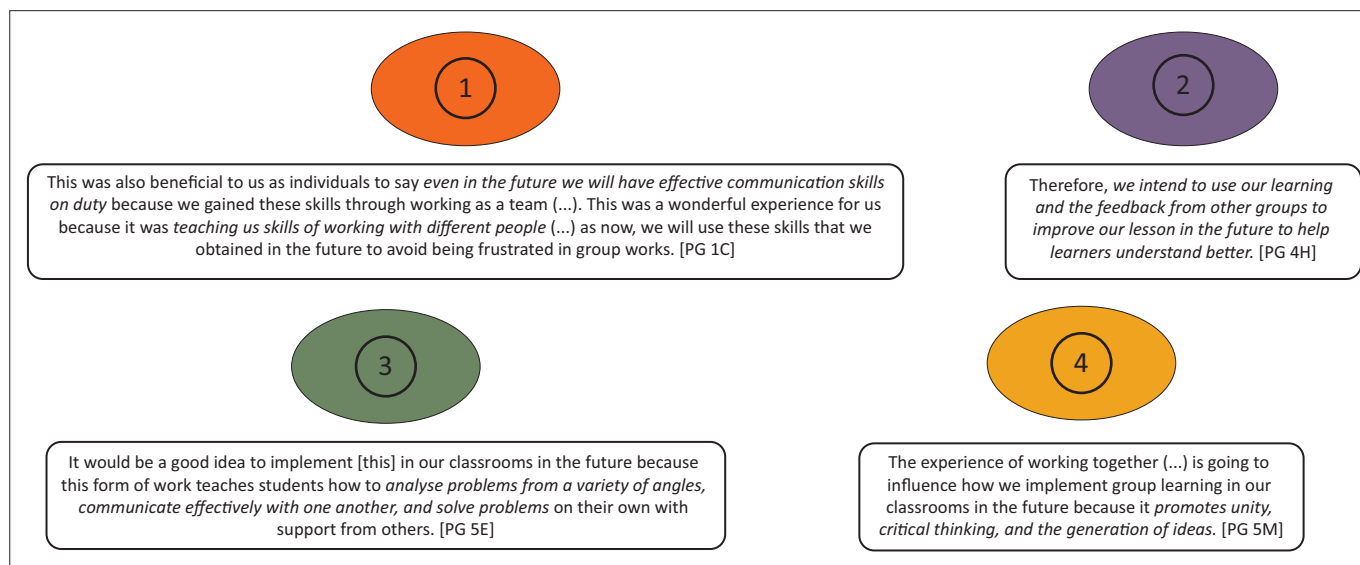 1
This was also beneficial to us as individuals to say even in the future we will have effective communication skills
on duty because we gained these skills through working as a team (...). This was a wonderful experience for us
because it was teaching us skills of working with different people (...) as now, we will use these skills that we
obtained in the future to avoid being frustrated in group works. [PG 1C]
2
Therefore, we intend to use our learning
and the feedback from other groups to
improve our lesson in the future to help
learners understand better. [PG 4H]
3
It would be a good idea to implement [this] in our classrooms in the future because
this form of work teaches students how to analyse problems from a variety of angles,
communicate effectively with one another, and solve problems on their own with
support from others. [PG 5E]
4
The experience of working together (...) is going to
influence how we implement group learning in our
classrooms in the future because it promotes unity,
critical thinking, and the generation of ideas. [PG 5M]